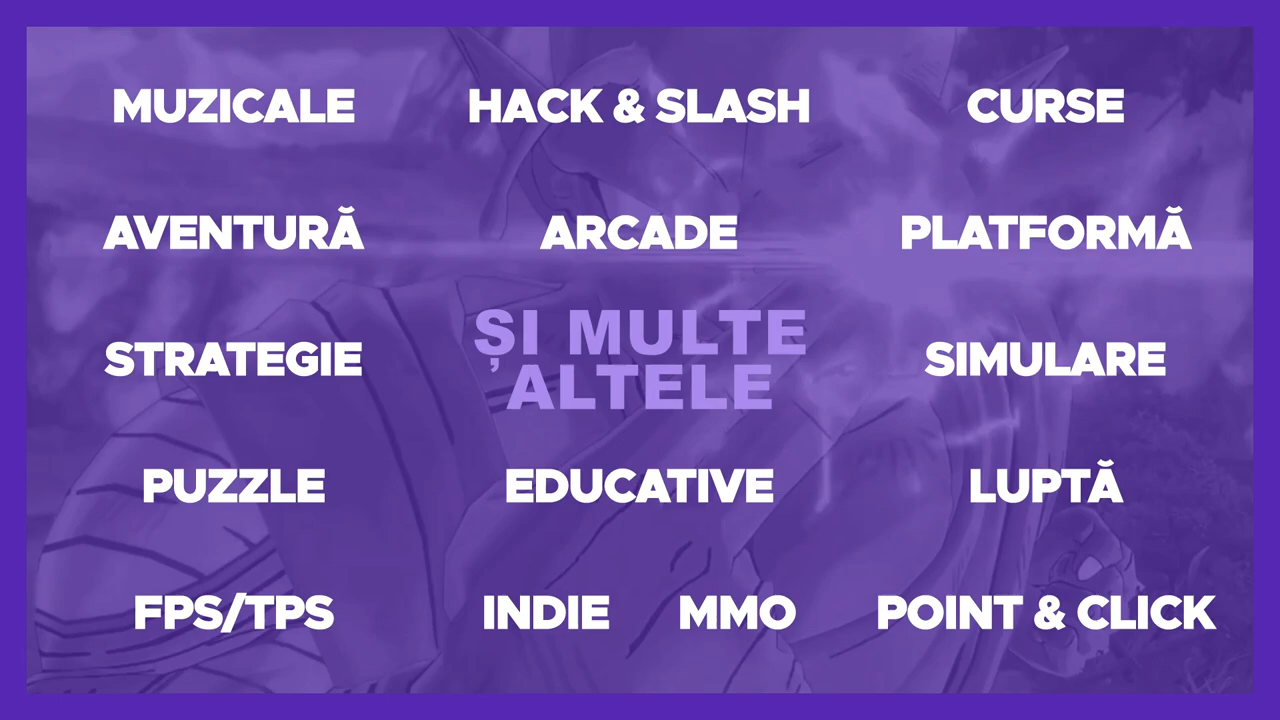 MUZICALE
HACK & SLASH
CURSE
AVENTURĂ
ARCADE
PLATFORMĂ
STRATEGIE
ȘI MULTE
ALTELE
SIMULARE
PUZZLE
EDUCATIVE
LUPTĂ
FPS/TPS
INDIE
MMO
POINT & CLICK